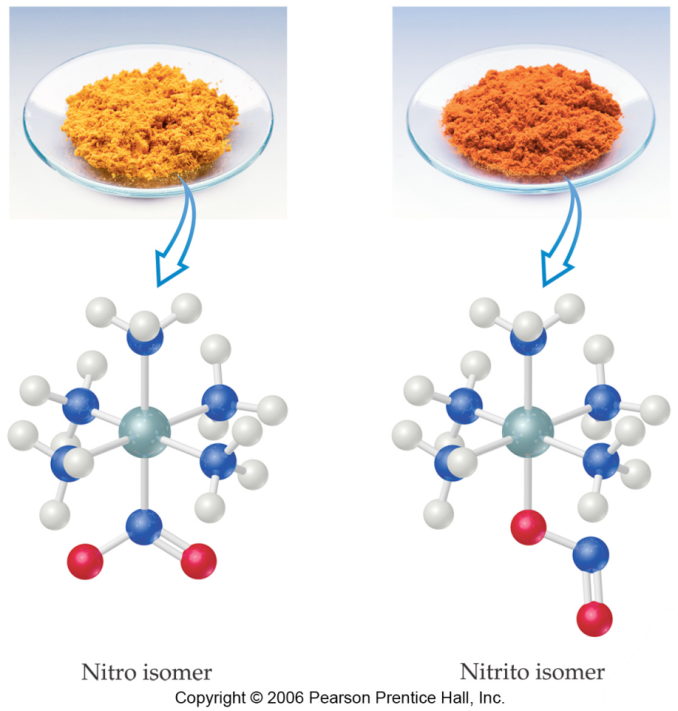 Nitro isomer
Nitrito isomer
Copyright © 2006 Pearson Prentice Hall, Inc.